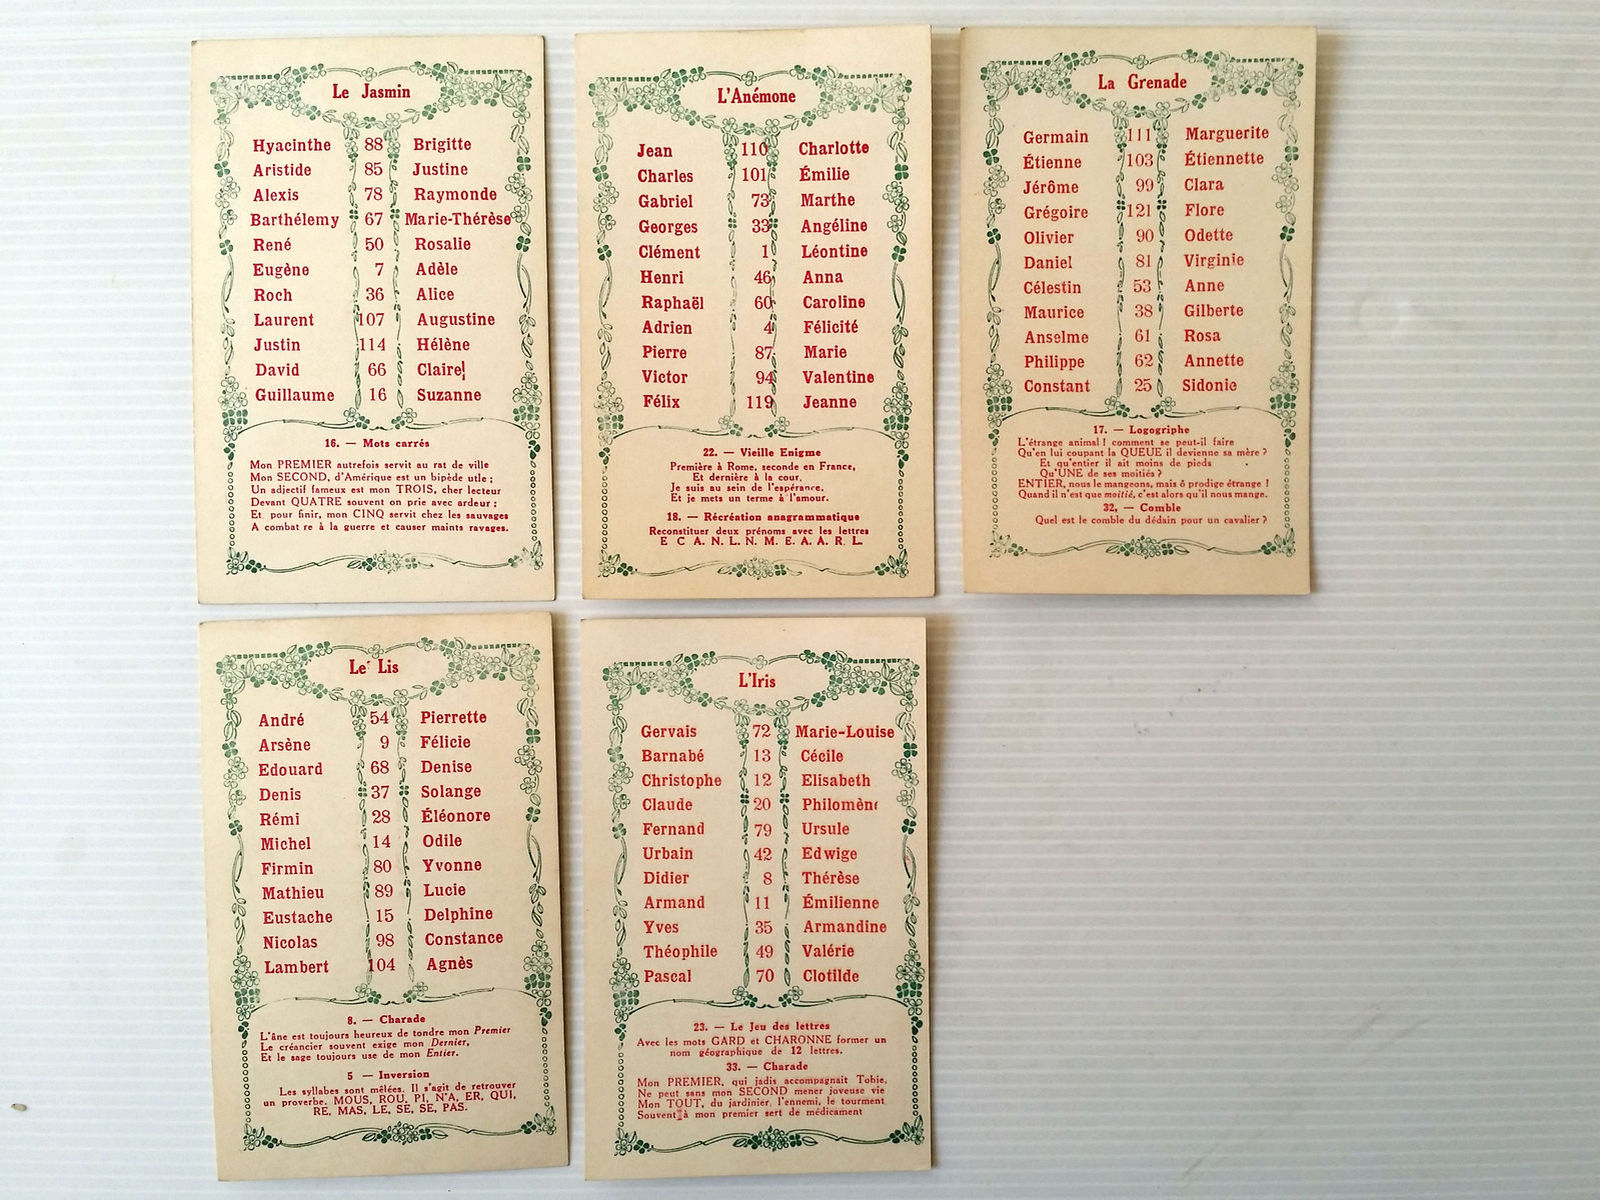 Le Jasmin
Hyacinthe 88 Brigitte
Aristide 85 Justine
Alexis 78 Raymonde
Barthélemy 67 Marie-Thérèse
René 50 Rosalie
Eugène 7 Adèle
Roch 36 Alice
Laurent 107 Augustine
Justin 114 Hélène
David 66 Claire
Guillaume 16 Suzanne
16. — Mots carrés
Mon PREMIER autrefois servit au rat de ville
Mon SECOND, d'Amérique est un bipède utle ;
Un adjectif fameux est mon TROIS, cher lecteur
Devant QUATRE souvent on prie avec ardeur ;
Et pour finir, mon CINQ servit chez les sauvages
A combat re à la guerre et causer maints ravages.
L'Anémone
Jean 110 Charlotte
Charles 101 Émilie
Gabriel 73 Marthe
Georges 33 Angéline
Clément 1 Léontine
Henri 46 Anna
Raphaël 60 Caroline
Adrien 4 Félicité
Pierre 87 Marie
Victor 94 Valentine
Félix 119 Jeanne
22. — Vieille Enigme
Première à Rome, seconde en France,
Et dernière à la cour,
Je suis au sein de l'espérance,
Et je mets un terme à l'amour.
18. — Récréation anagrammatique
Reconstituer deux prénoms avec les lettres
E C A. N. L. N. M. E. A. A. R. L.
La Grenade
Germain 111 Marguerite
Étienne 103 Étiennette
Jérôme 99 Clara
Grégoire 121 Flore
Olivier 90 Odette
Daniel 81 Virginie
Célestin 53 Anne
Maurice 38 Gilberte
Anselme 61 Rosa
Philippe 62 Annette
Constant 25 Sidonie
17. — Logogriphe
L'étrange animal ! comment se peut-il faire
Qu'en lui coupant la QUEUE il devienne sa mère ?
Et qu'entier il ait moins de pieds
Qu'UNE de ses moitiés ?
ENTIER, nous le mangeons, mais ô prodige étrange !
Quand il n'est que moitié, c'est alors qu'il nous mange.
32, — Comble
Quel est le comble du dédain pour un cavalier ?
Le Lis
André 54 Pierrette
Arsène 9 Félicie
Edouard 68 Denise
Denis 37 Solange
Rémi 28 Éléonore
Michel 14 Odile
Firmin 80 Yvonne
Mathieu 89 Lucie
Eustache 15 Delphine
Nicolas 98 Constance
Lambert 104 Agnès
8. — Charade
L'âne est toujours heureux de tondre mon Premier
Le créancier souvent exige mon Dernier,
Et le sage toujours use de mon Entier.
5 — Inversion
Les syllabes sont mêlées. Il s'agit de retrouver
un proverbe. MOUS, ROU, PI, N'A, ER, QUI,
RE, MAS, LE, SE, SE, PAS.
L'Iris
Gervais 72 Marie-Louise
Barnabé 13 Cécile
Christophe 12 Elisabeth
Claude 20 Philomène
Fernand 79 Ursule
Urbain 42 Edwige
Didier 8 Thérèse
Armand 11 Émilienne
Yves 35 Armandine
Théophile 49 Valérie
Pascal 70 Clotilde
23. — Le Jeu des lettres
Avec les mots GARD et CHARONNE former un
nom géographique de 12 lettres.
33. — Charade
Mon PREMIER, qui jadis accompagnait Tobie,
Ne peut sans mon SECOND mener joyeuse vie
Mon TOUT, du jardinier, l'ennemi, le tourment
Souvent à mon premier sert de médicament